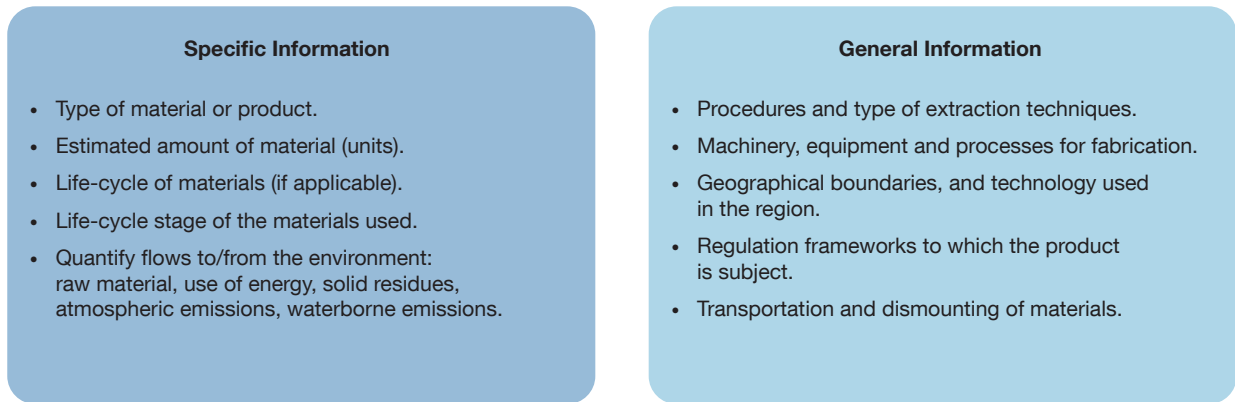 Specific Information
• Type of material or product.
• Estimated amount of material (units).
• Life-cycle of materials (if applicable).
• Life-cycle stage of the materials used.
• Quantify flows to/from the environment:
raw material, use of energy, solid residues,
atmospheric emissions, waterborne emissions.
General Information
• Procedures and type of extraction techniques.
• Machinery, equipment and processes for fabrication.
• Geographical boundaries, and technology used
in the region.
• Regulation frameworks to which the product
is subject.
• Transportation and dismounting of materials.